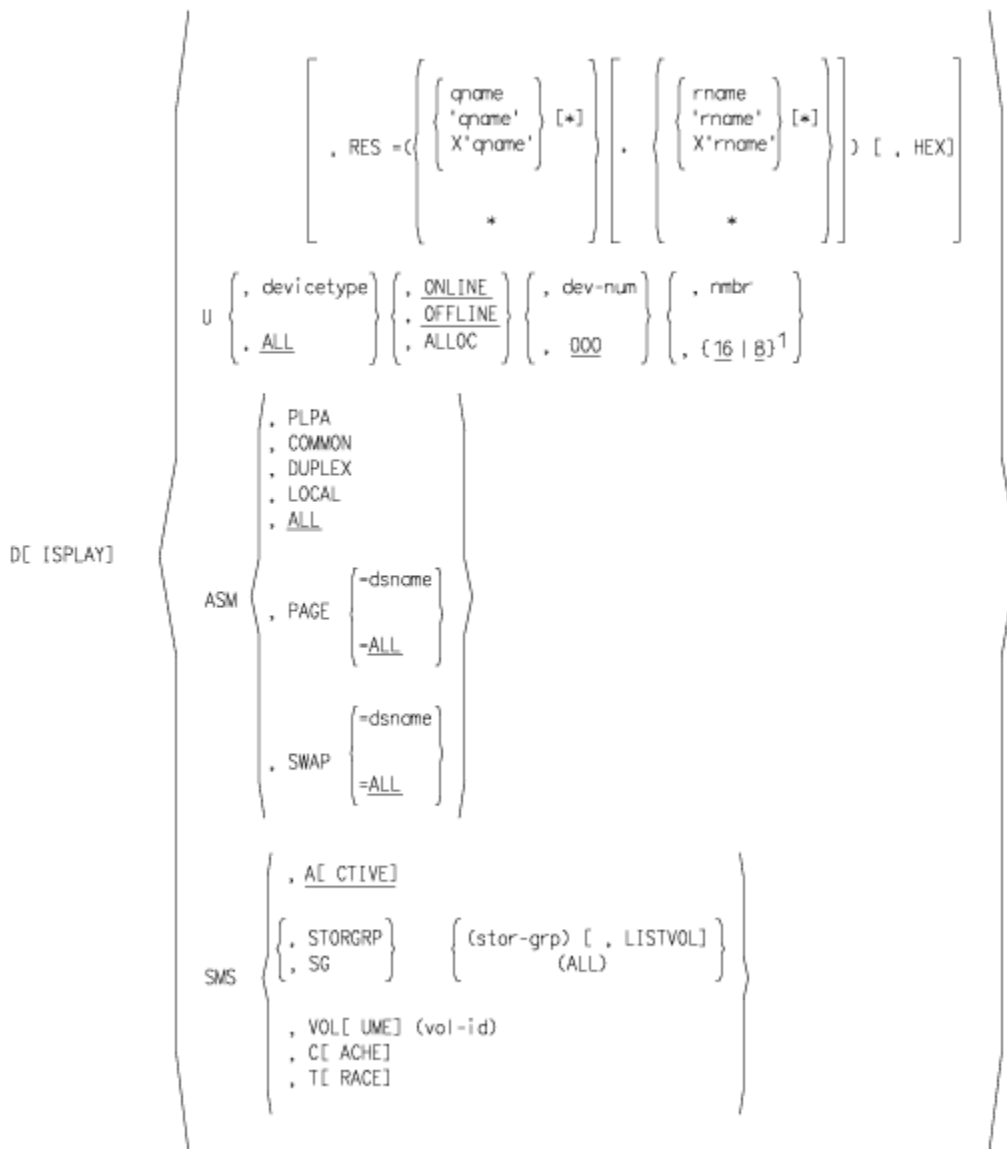 qname rname
'qname' [*] 'rname' [*]
, RES =( X'qname' , X'rname' ) [ , HEX]
* *
, devicetype , ONLINE , dev-num , nmbr
U , OFFLINE
, ALL , ALLOC , 000 , {16 | 8}1
, PLPA
, COMMON
, DUPLEX
, LOCAL
, ALL
D[ ISPLAY]
=dsname
ASM , PAGE
=ALL
=dsname
, SWAP
=ALL
, A[ CTIVE]
, STORGRP (stor-grp) [ , LISTVOL]
, SG (ALL)
SMS
, VOL[ UME] (vol-id)
, C[ ACHE]
, T[ RACE]